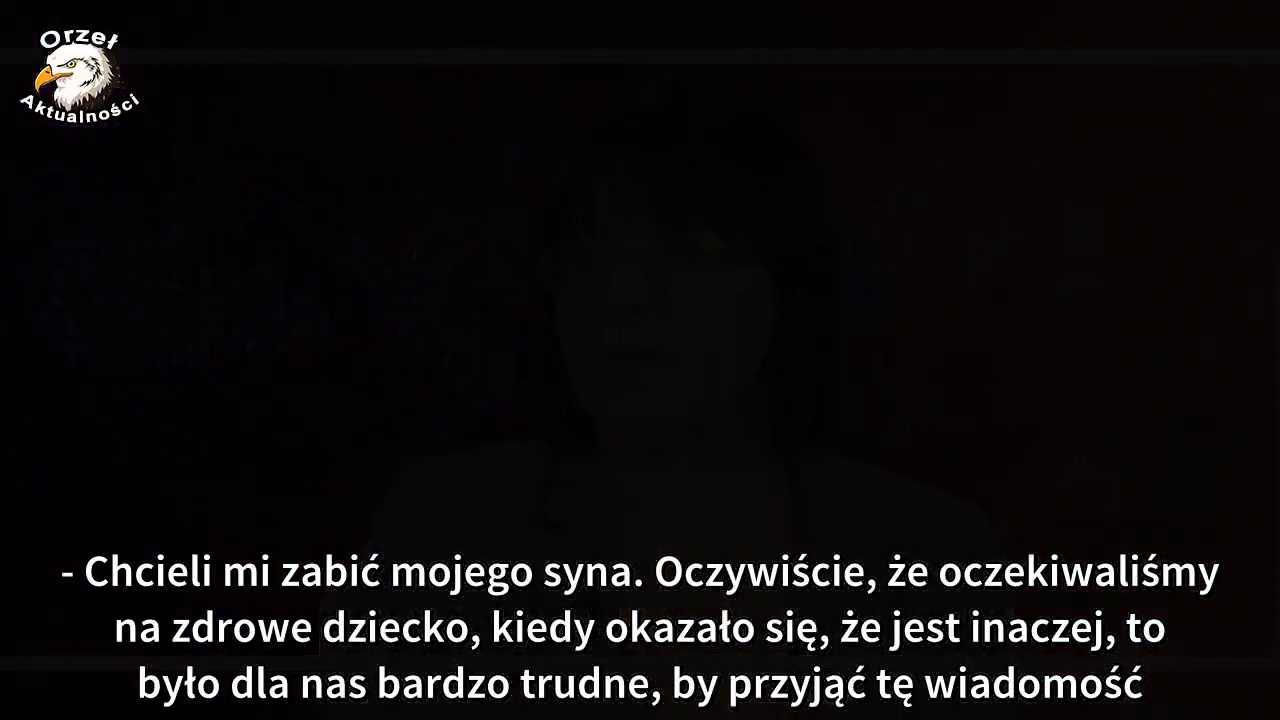 Orzeł
Aktualności
- Chcieli mi zabić mojego syna. Oczywiście, że oczekiwaliśmy
na zdrowe dziecko, kiedy okazało się, że jest inaczej, to
było dla nas bardzo trudne, by przyjąć tę wiadomość